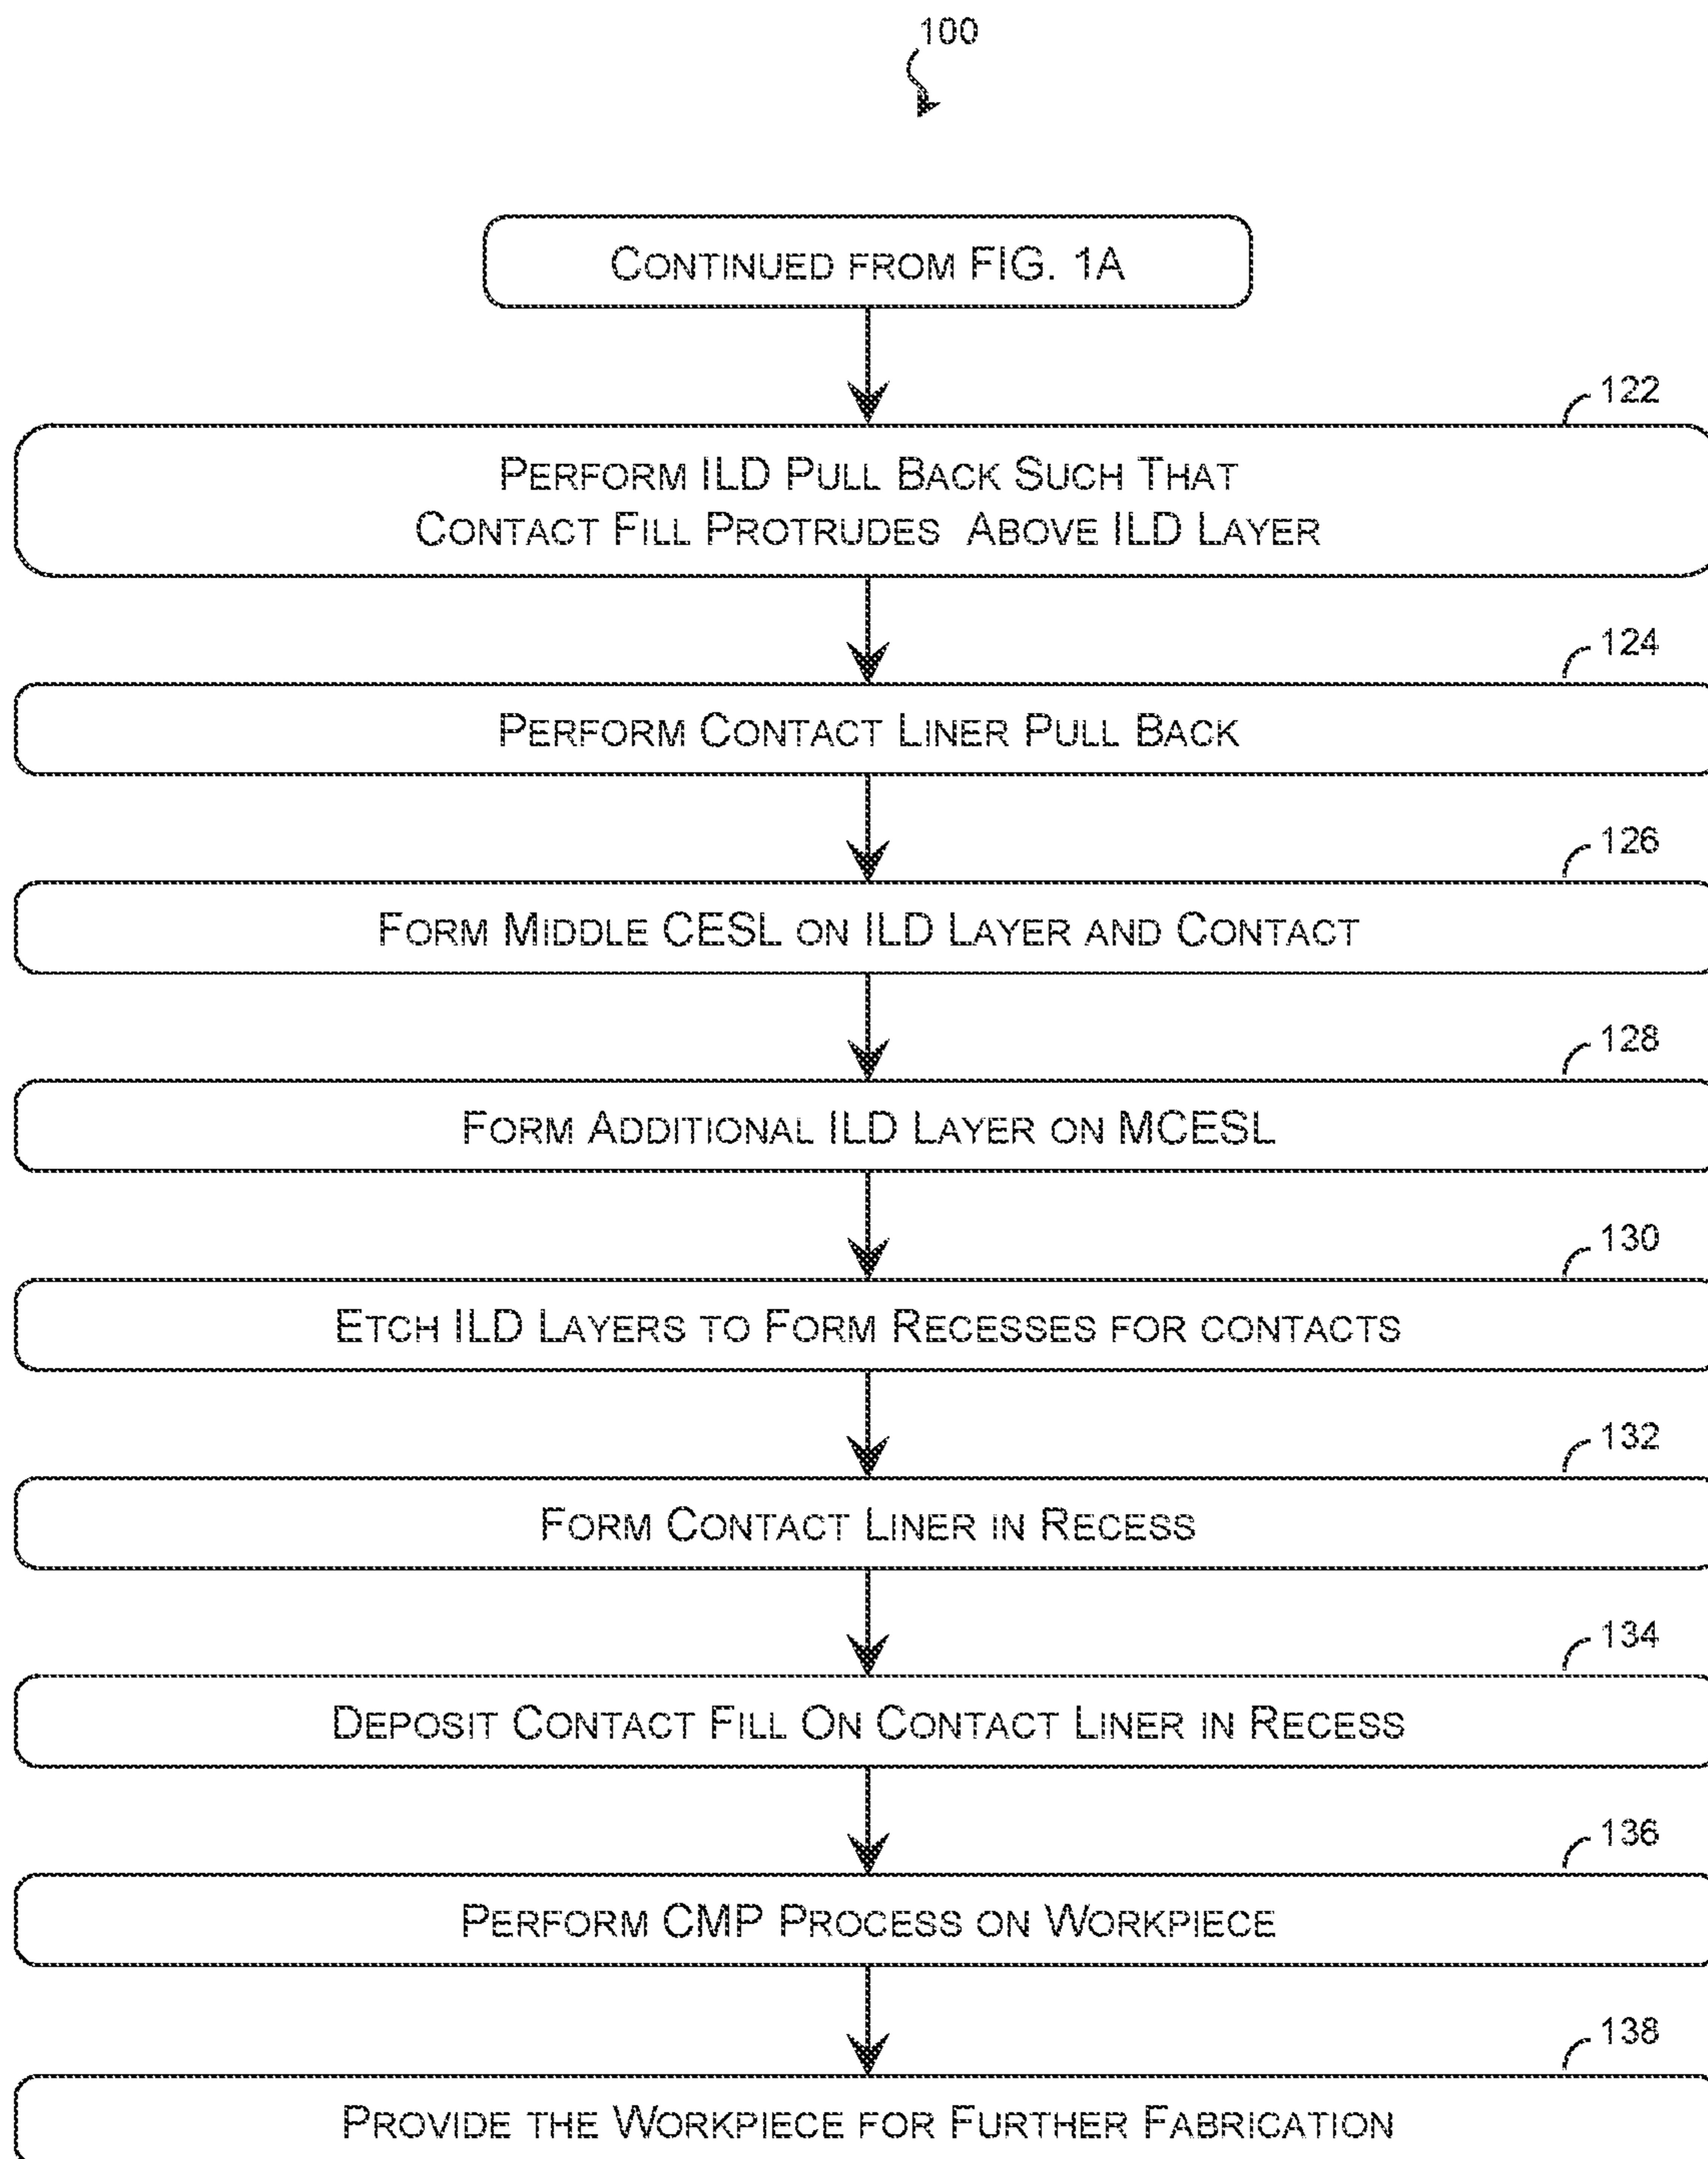 100
CONTINUED FROM FIG. 1A
122
PERFORM ILD PULL BACK SUCH THAT
CONTACT FILL PROTRUDES ABOVE ILD LAYER
124
PERFORM CONTACT LINER PULL BACK
126
FORM MIDDLE CESL ON ILD LAYER AND CONTACT
128
FORM ADDITIONAL ILD LAYER ON MCESL
130
ETCH ILD LAYERS TO FORM RECESSES FOR CONTACTS
132
FORM CONTACT LINER IN RECESS
134
DEPOSIT CONTACT FILL ON CONTACT LINER IN RECESS
136
PERFORM CMP PROCESS ON WORKPIECE
138
PROVIDE THE WORKPIECE FOR FURTHER FABRICATION